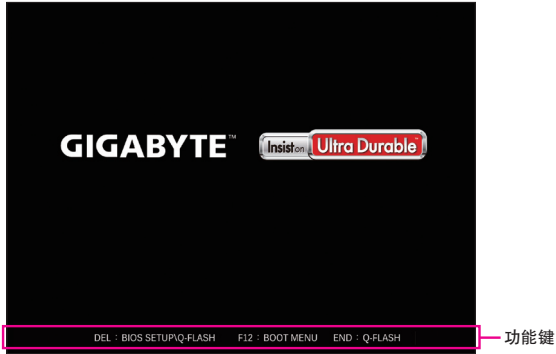 GIGABYTE™
Insist on Ultra Durable™
DEL : BIOS SETUP\Q-FLASH F12 : BOOT MENU END : Q-FLASH
功能键